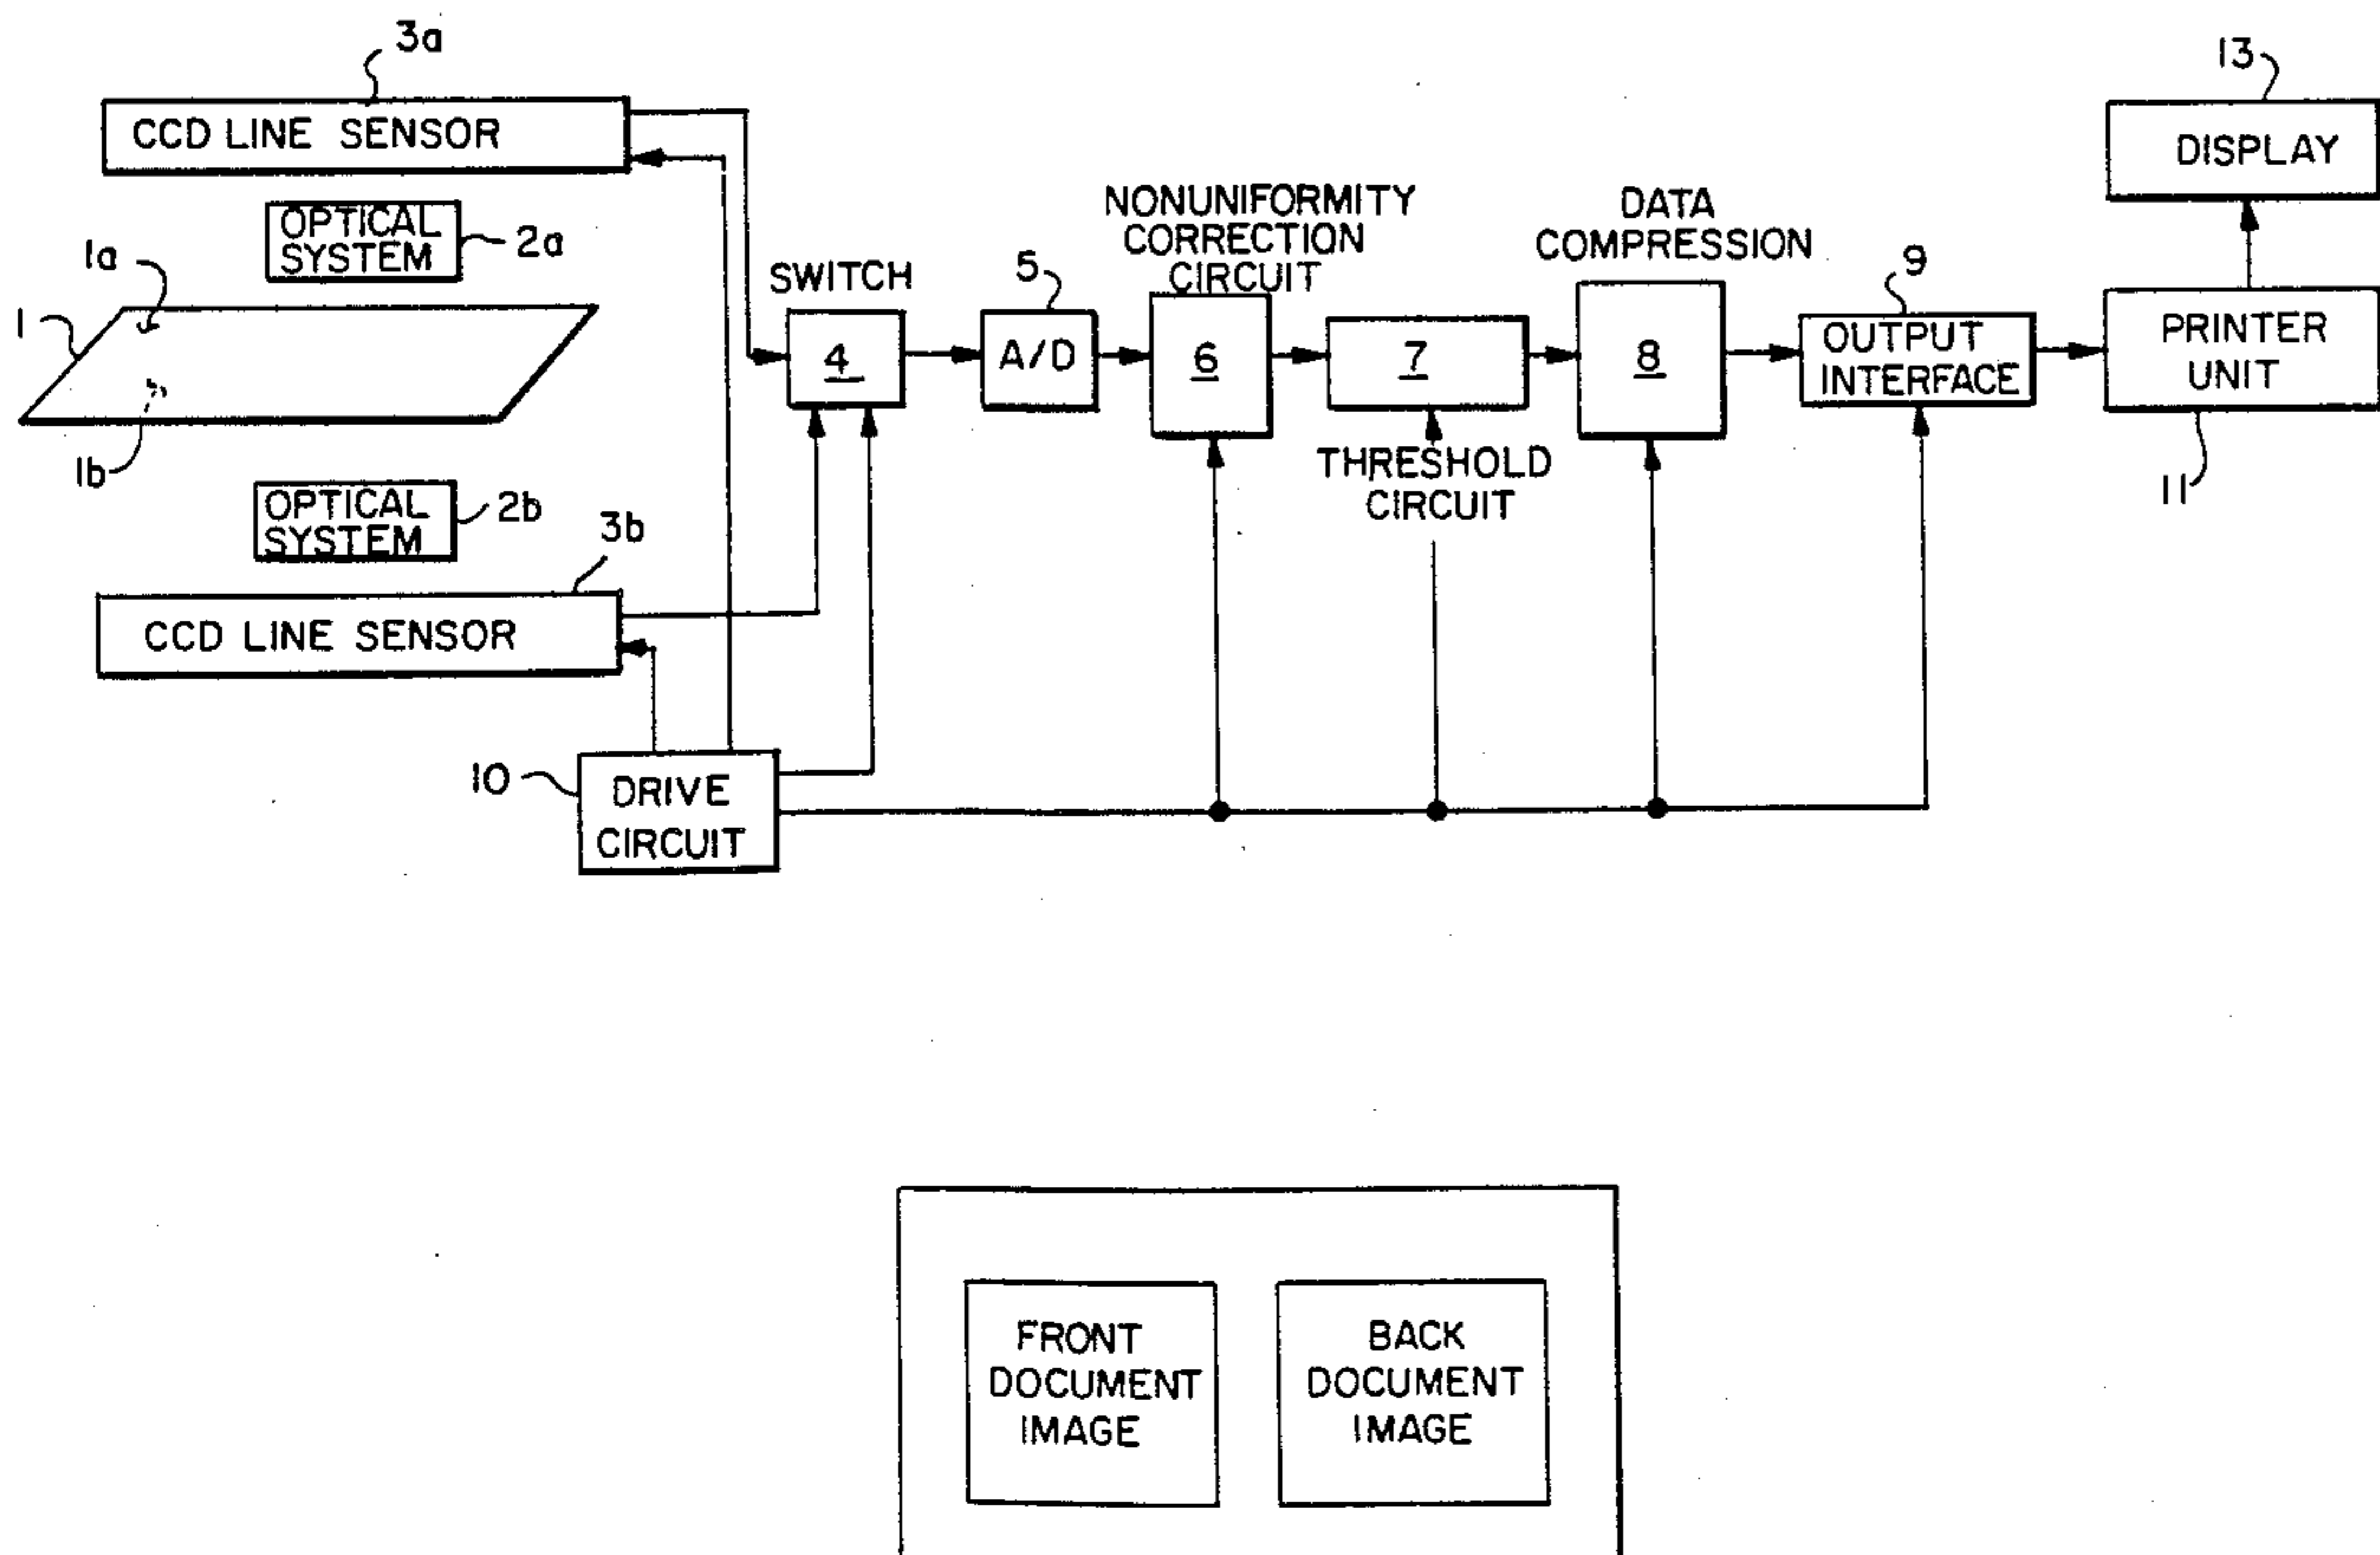 3a
CCD LINE SENSOR
OPTICAL
SYSTEM
2a
1a
1
1b
OPTICAL
SYSTEM
2b
3b
CCD LINE SENSOR
10
DRIVE
CIRCUIT
SWITCH
4
5
A/D
NONUNIFORMITY
CORRECTION
CIRCUIT
6
7
THRESHOLD
CIRCUIT
DATA
COMPRESSION
8
9
OUTPUT
INTERFACE
13
DISPLAY
PRINTER
UNIT
11
FRONT
DOCUMENT
IMAGE
BACK
DOCUMENT
IMAGE